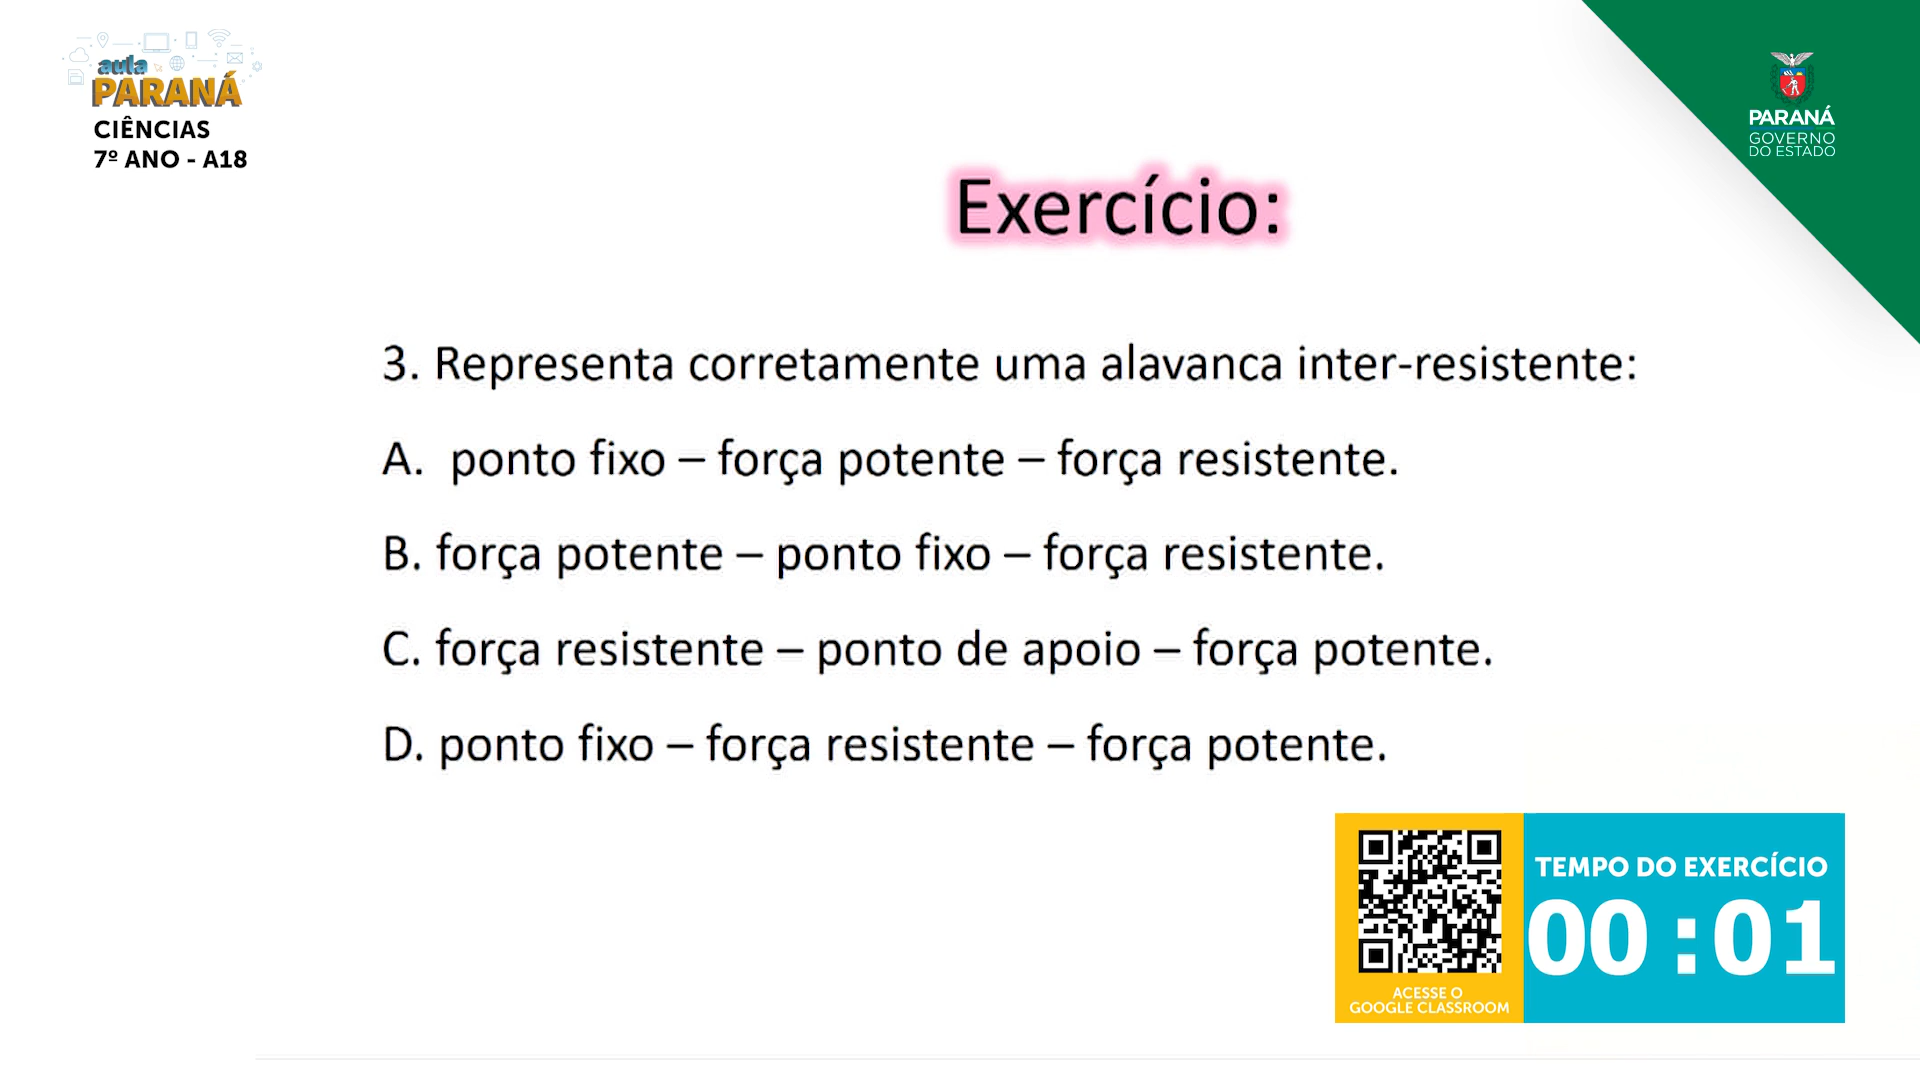 aula
PARANÁ
CIÊNCIAS
7º ANO - A18
PARANÁ
GOVERNO
DO ESTADO
Exercício:
3. Representa corretamente uma alavanca inter-resistente:
A. ponto fixo – força potente – força resistente.
B. força potente – ponto fixo – força resistente.
C. força resistente – ponto de apoio – força potente.
D. ponto fixo – força resistente – força potente.
TEMPO DO EXERCÍCIO
00:01
ACESSE O
GOOGLE CLASSROOM